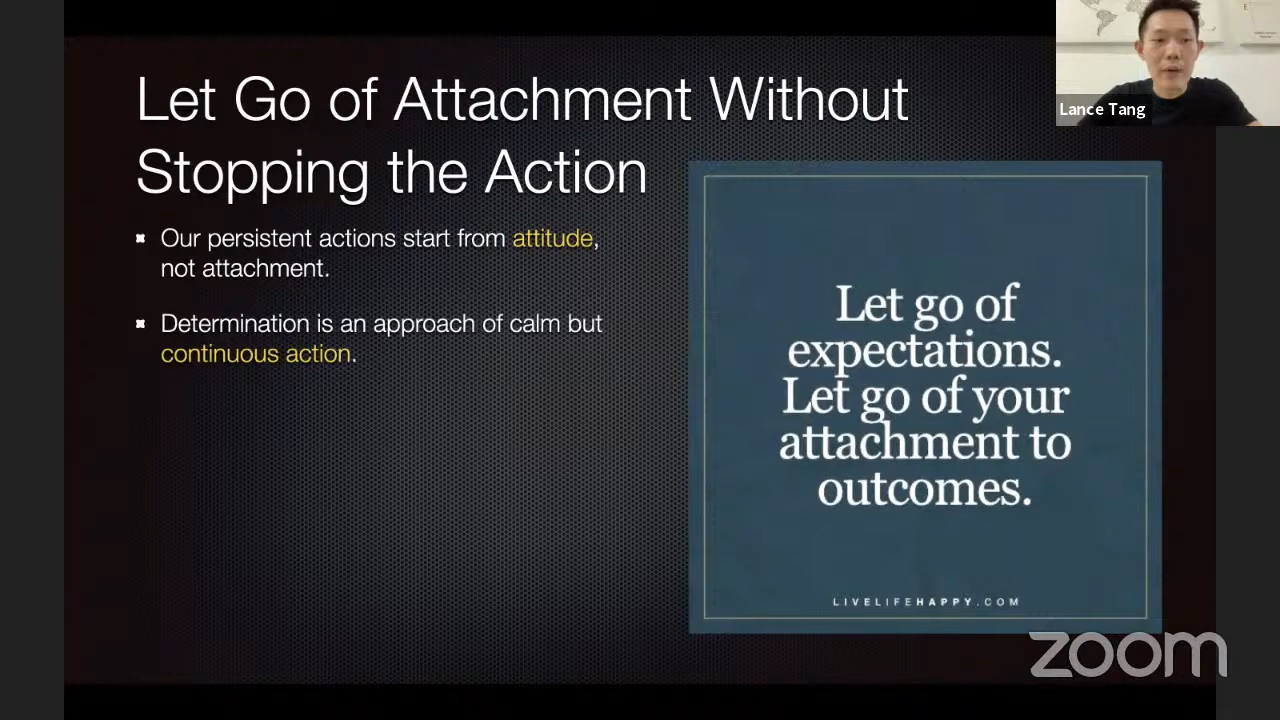 Let Go of Attachment Without
Stopping the Action
Our persistent actions start from attitude,
not attachment.
Determination is an approach of calm but
continuous action.
Let go of
expectations.
Let go of your
attachment to
outcomes.
LIVELIFEHAPPY.COM
Lance Tang
zoom